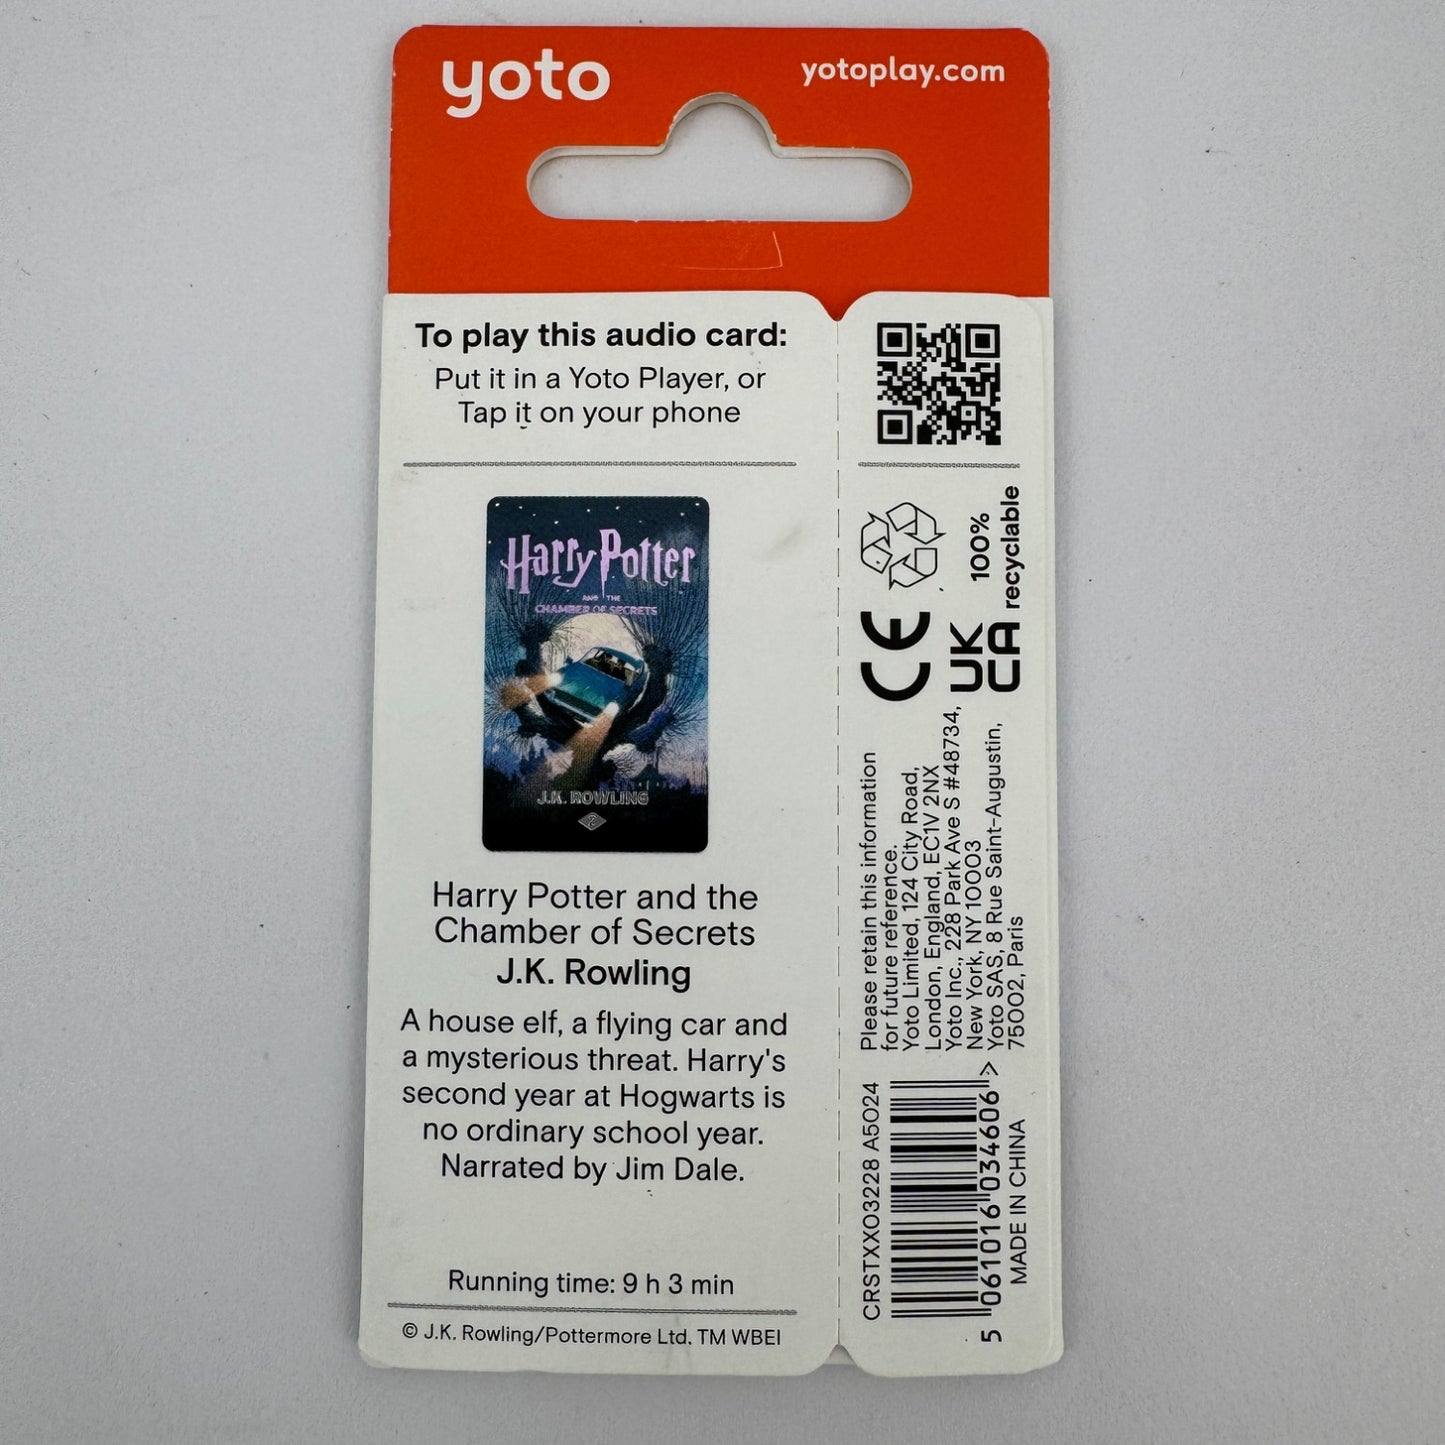 yoto
yotoplay.com
To play this audio card:
Put it in a Yoto Player, or
Tap it on your phone
Harry Potter
AND THE
CHAMBER OF SECRETS
J.K. ROWLING
2
Harry Potter and the
Chamber of Secrets
J.K. Rowling
A house elf, a flying car and
a mysterious threat. Harry's
second year at Hogwarts is
no ordinary school year.
Narrated by Jim Dale.
Running time: 9 h 3 min
© J.K. Rowling/Pottermore Ltd. TM WBEI
100%
recyclable
CE
UK
CA
Please retain this information
for future reference.
Yoto Limited, 124 City Road,
London, England, EC1V 2NX
Yoto Inc., 228 Park Ave S #48734,
New York, NY 10003
Yoto SAS, 8 Rue Saint-Augustin,
75002, Paris
CRSTXX03228 A5024
5 061016 034606 >
MADE IN CHINA